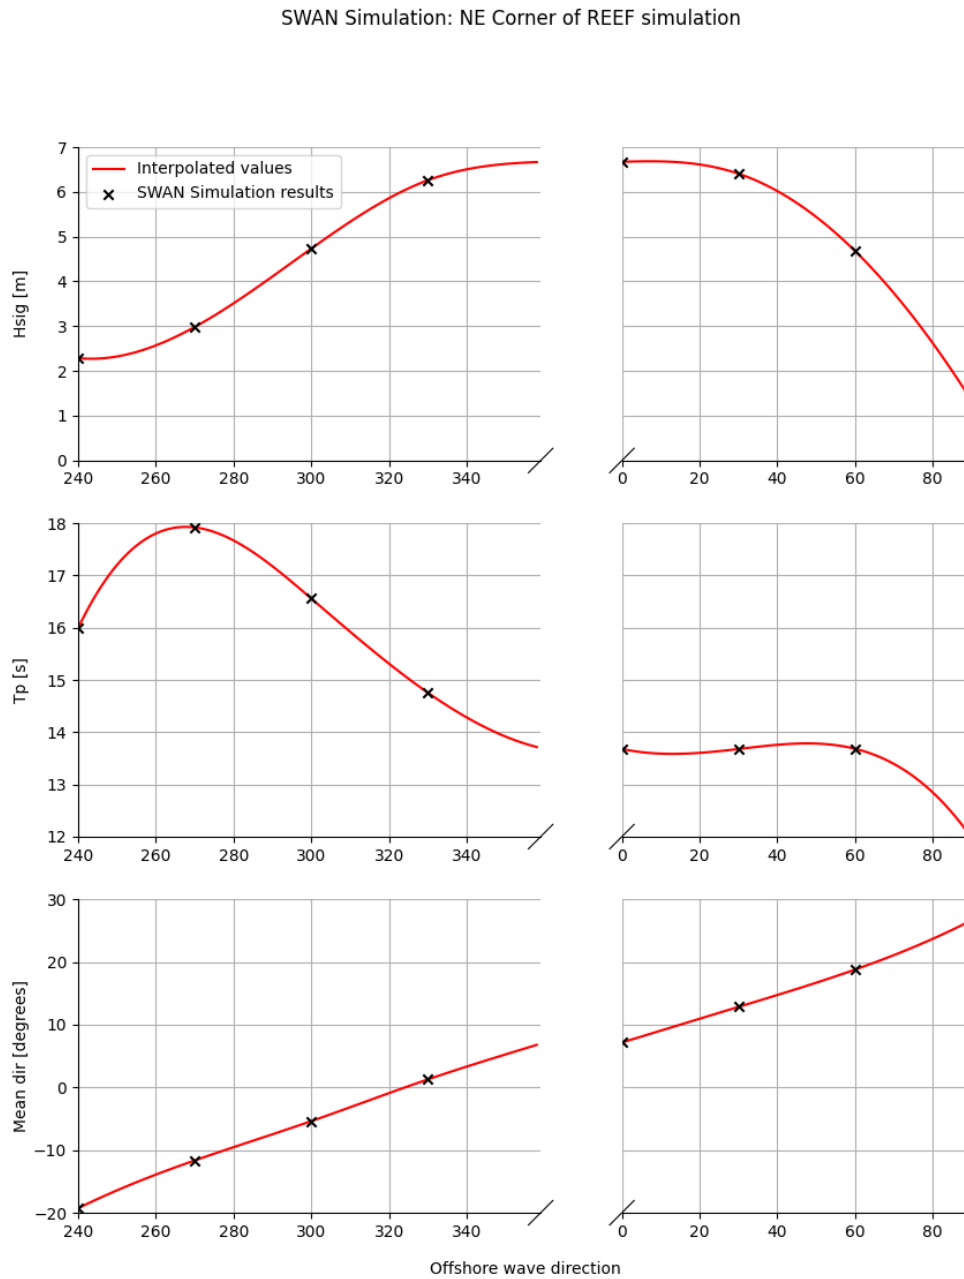 SWAN Simulation: NE Corner of REEF simulation
Interpolated values
SWAN Simulation results
Hsig [m]
7
6
5
4
3
2
1
0
240 260 280 300 320 340
0 20 40 60 80
Tp [s]
18
17
16
15
14
13
12
240 260 280 300 320 340
0 20 40 60 80
Mean dir [degrees]
30
20
10
0
−10
−20
240 260 280 300 320 340
0 20 40 60 80
Offshore wave direction